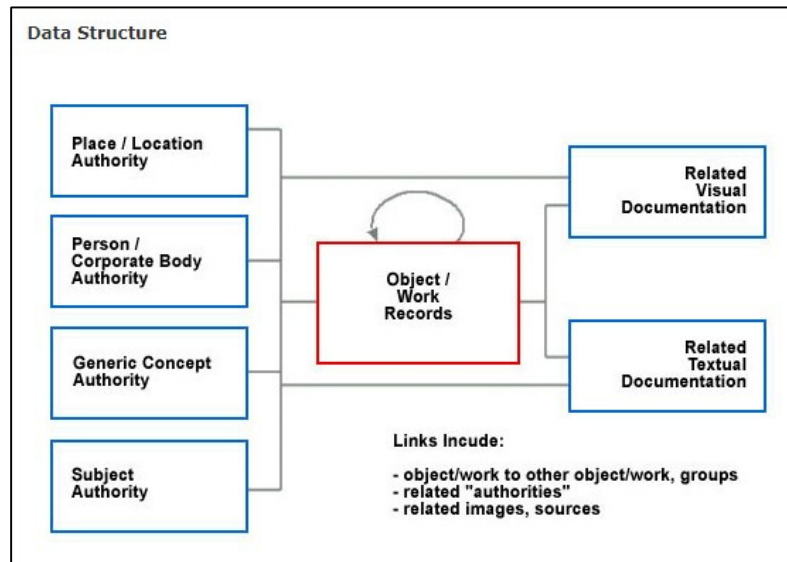 Data Structure
Place / Location
Authority
Person /
Corporate Body
Authority
Generic Concept
Authority
Subject
Authority
Object /
Work
Records
Related
Visual
Documentation
Related
Textual
Documentation
Links Incude:
- object/work to other object/work, groups
- related "authorities"
- related images, sources